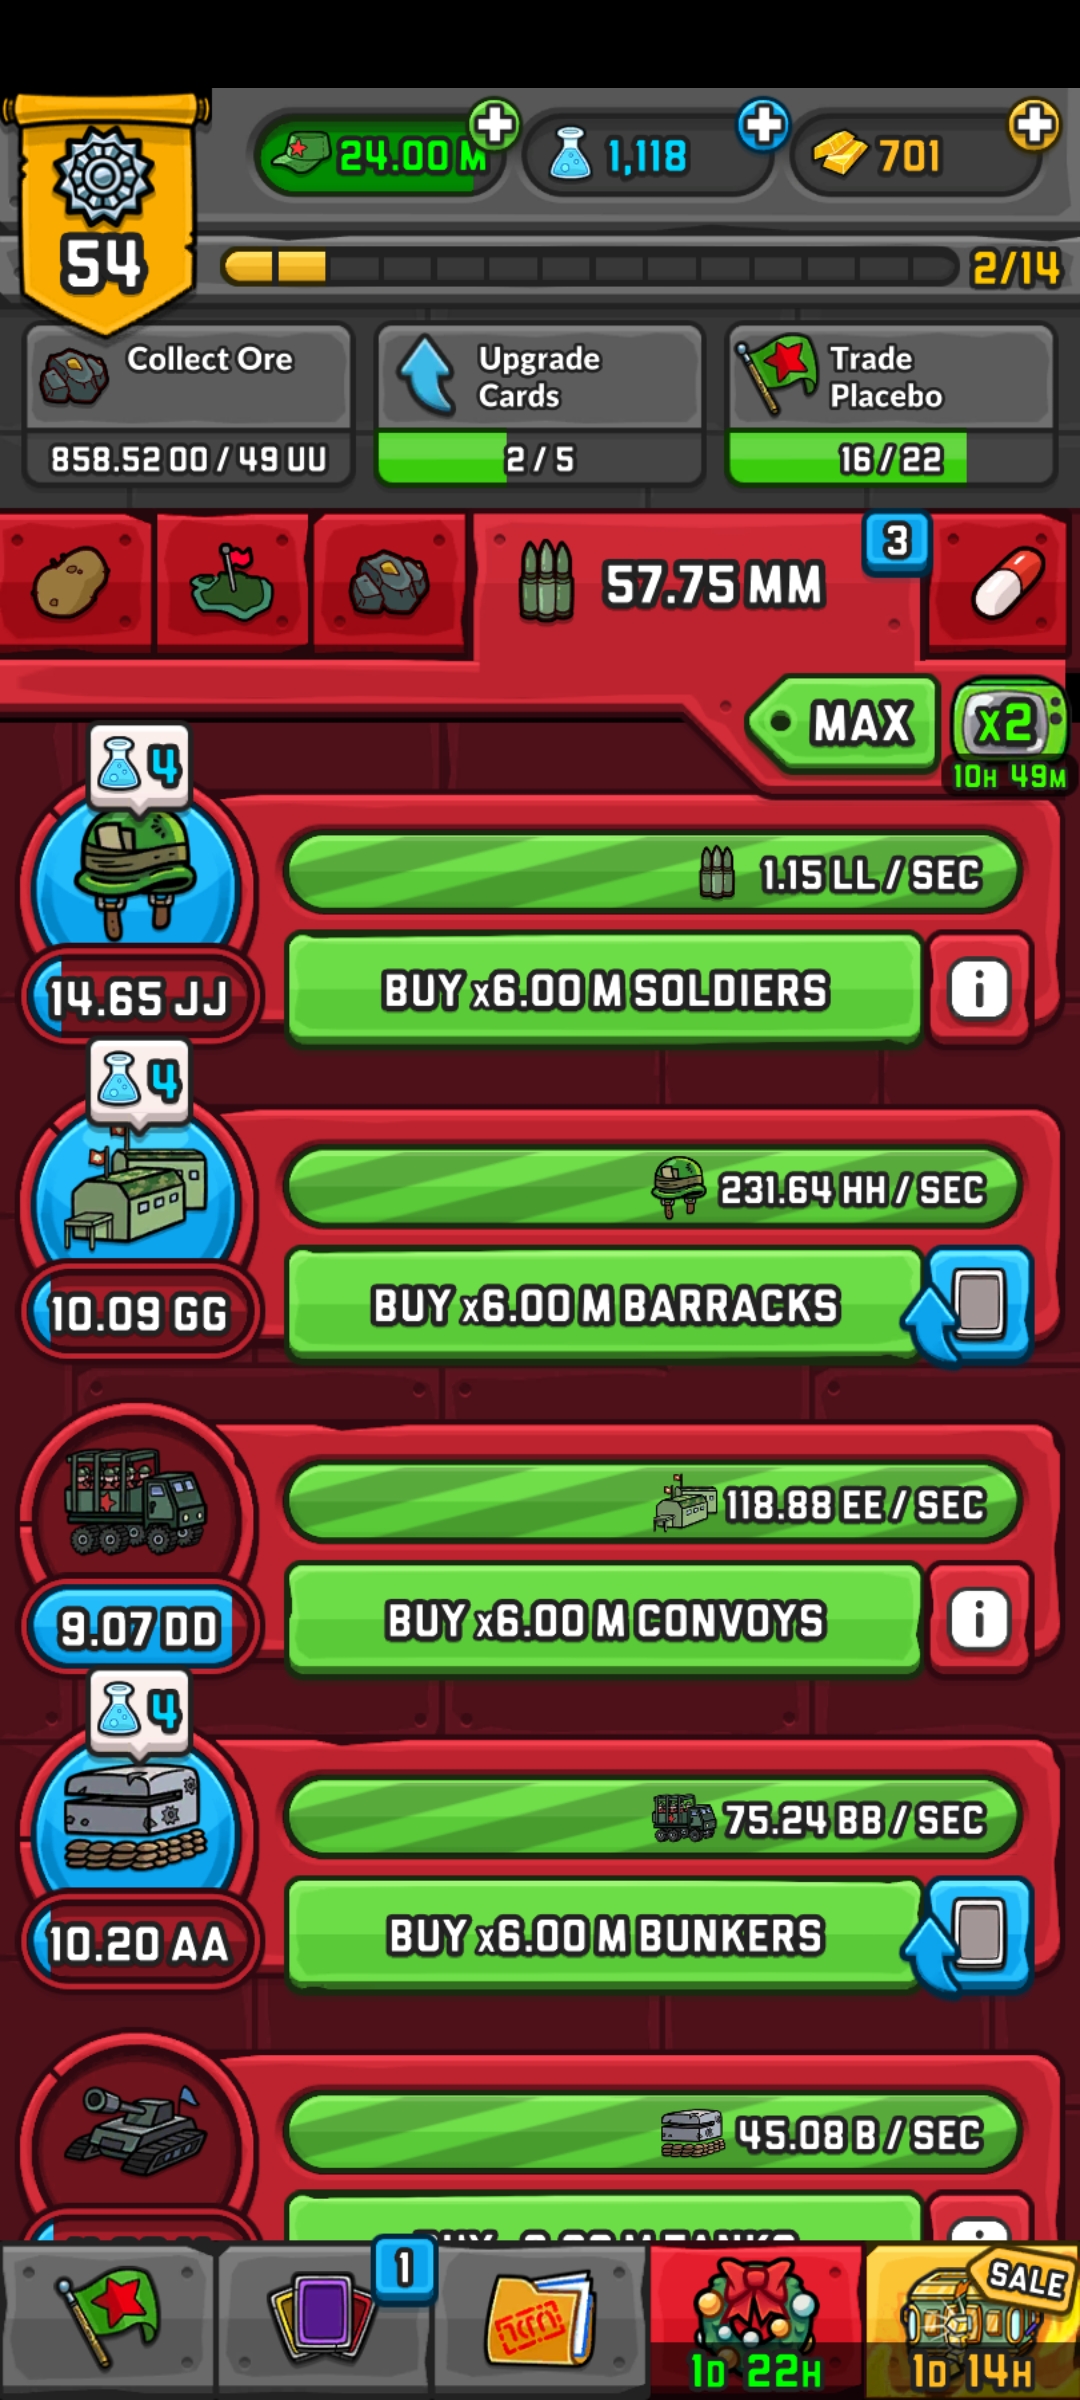 24.00 M
1,118
701
54
2/14
Collect Ore
858.52 OO / 49 UU
Upgrade
Cards
2 / 5
Trade
Placebo
16 / 22
57.75 MM
3
MAX
x2
10H 49M
4
1.15 LL / SEC
14.65 JJ
BUY x6.00 M SOLDIERS
i
4
231.64 HH / SEC
10.09 GG
BUY x6.00 M BARRACKS
118.88 EE / SEC
9.07 DD
BUY x6.00 M CONVOYS
i
4
75.24 BB / SEC
10.20 AA
BUY x6.00 M BUNKERS
45.08 B / SEC
1
SALE
1D 22H
1D 14H